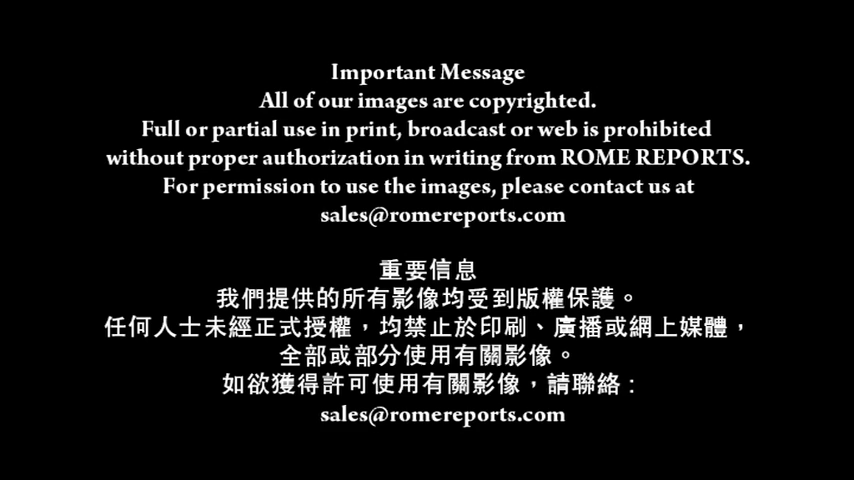 Important Message
All of our images are copyrighted.
Full or partial use in print, broadcast or web is prohibited
without proper authorization in writing from ROME REPORTS.
For permission to use the images, please contact us at
sales@romereports.com
重要信息
我們提供的所有影像均受到版權保護。
任何人士未經正式授權，均禁止於印刷、廣播或網上媒體，
全部或部分使用有關影像。
如欲獲得許可使用有關影像，請聯絡：
sales@romereports.com